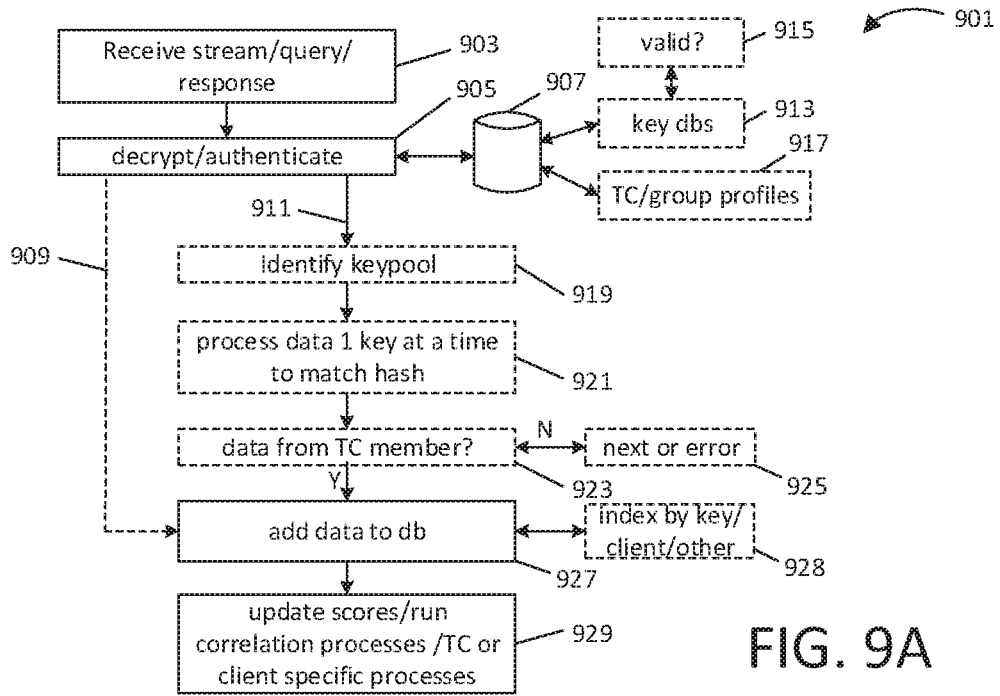 901
Receive stream/query/
response
903
valid?
915
905
907
key dbs
913
decrypt/authenticate
917
TC/group profiles
911
909
Identify keypool
919
process data 1 key at a time
to match hash
921
data from TC member?
N
next or error
923
925
Y
add data to db
index by key/
client/other
927
928
update scores/run
correlation processes /TC or
client specific processes
929
FIG. 9A